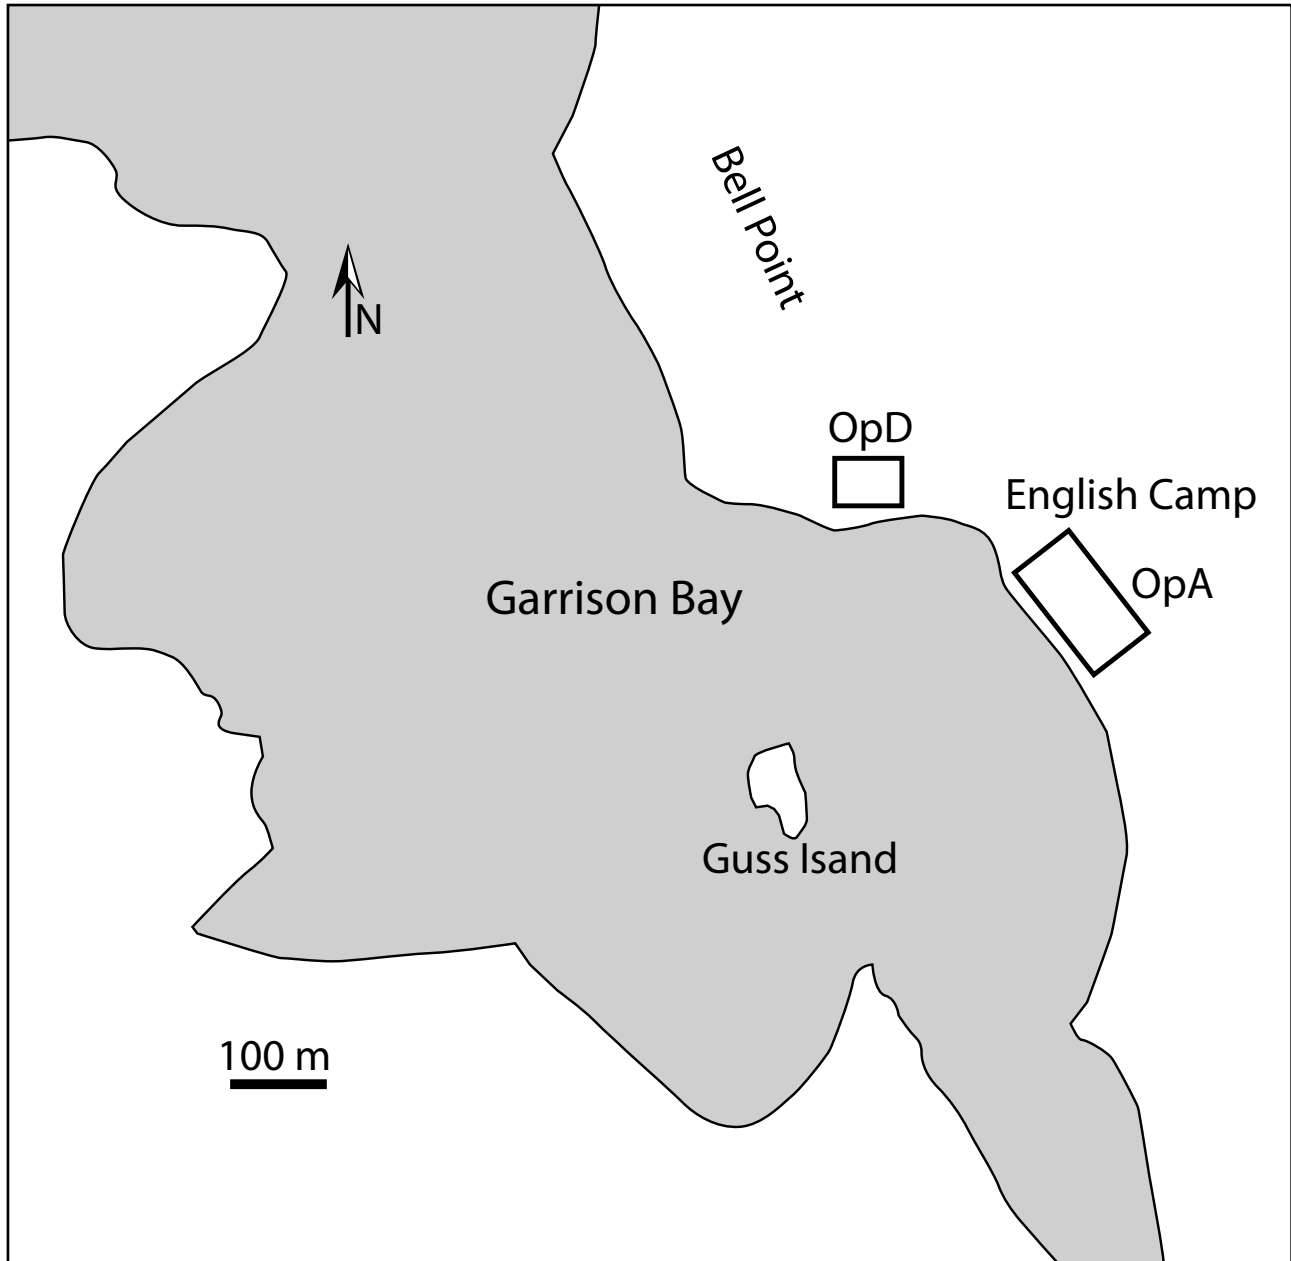 Bell Point
N
OpD
English Camp
OpA
Garrison Bay
Guss Isand
100 m